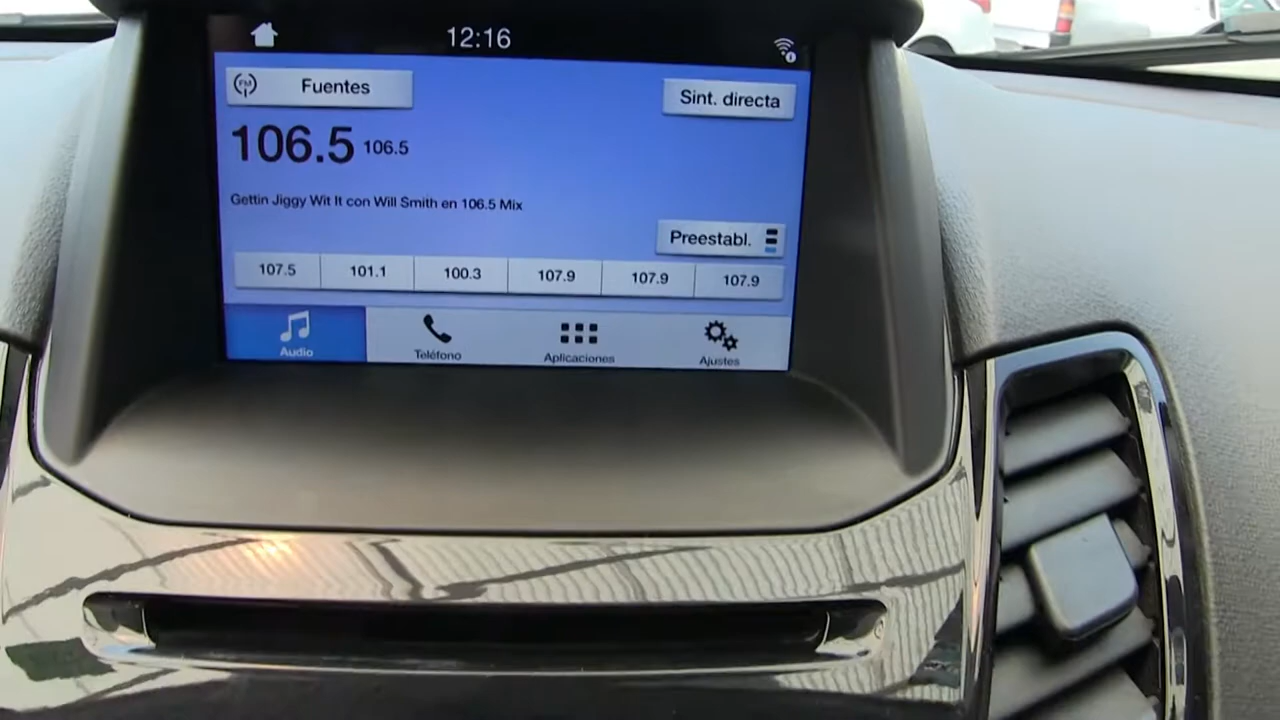 12:16
FM Fuentes
Sint. directa
106.5 106.5
Gettin Jiggy Wit It con Will Smith en 106.5 Mix
Preestabl.
107.5 101.1 100.3 107.9 107.9 107.9
Audio Teléfono Aplicaciones Ajustes